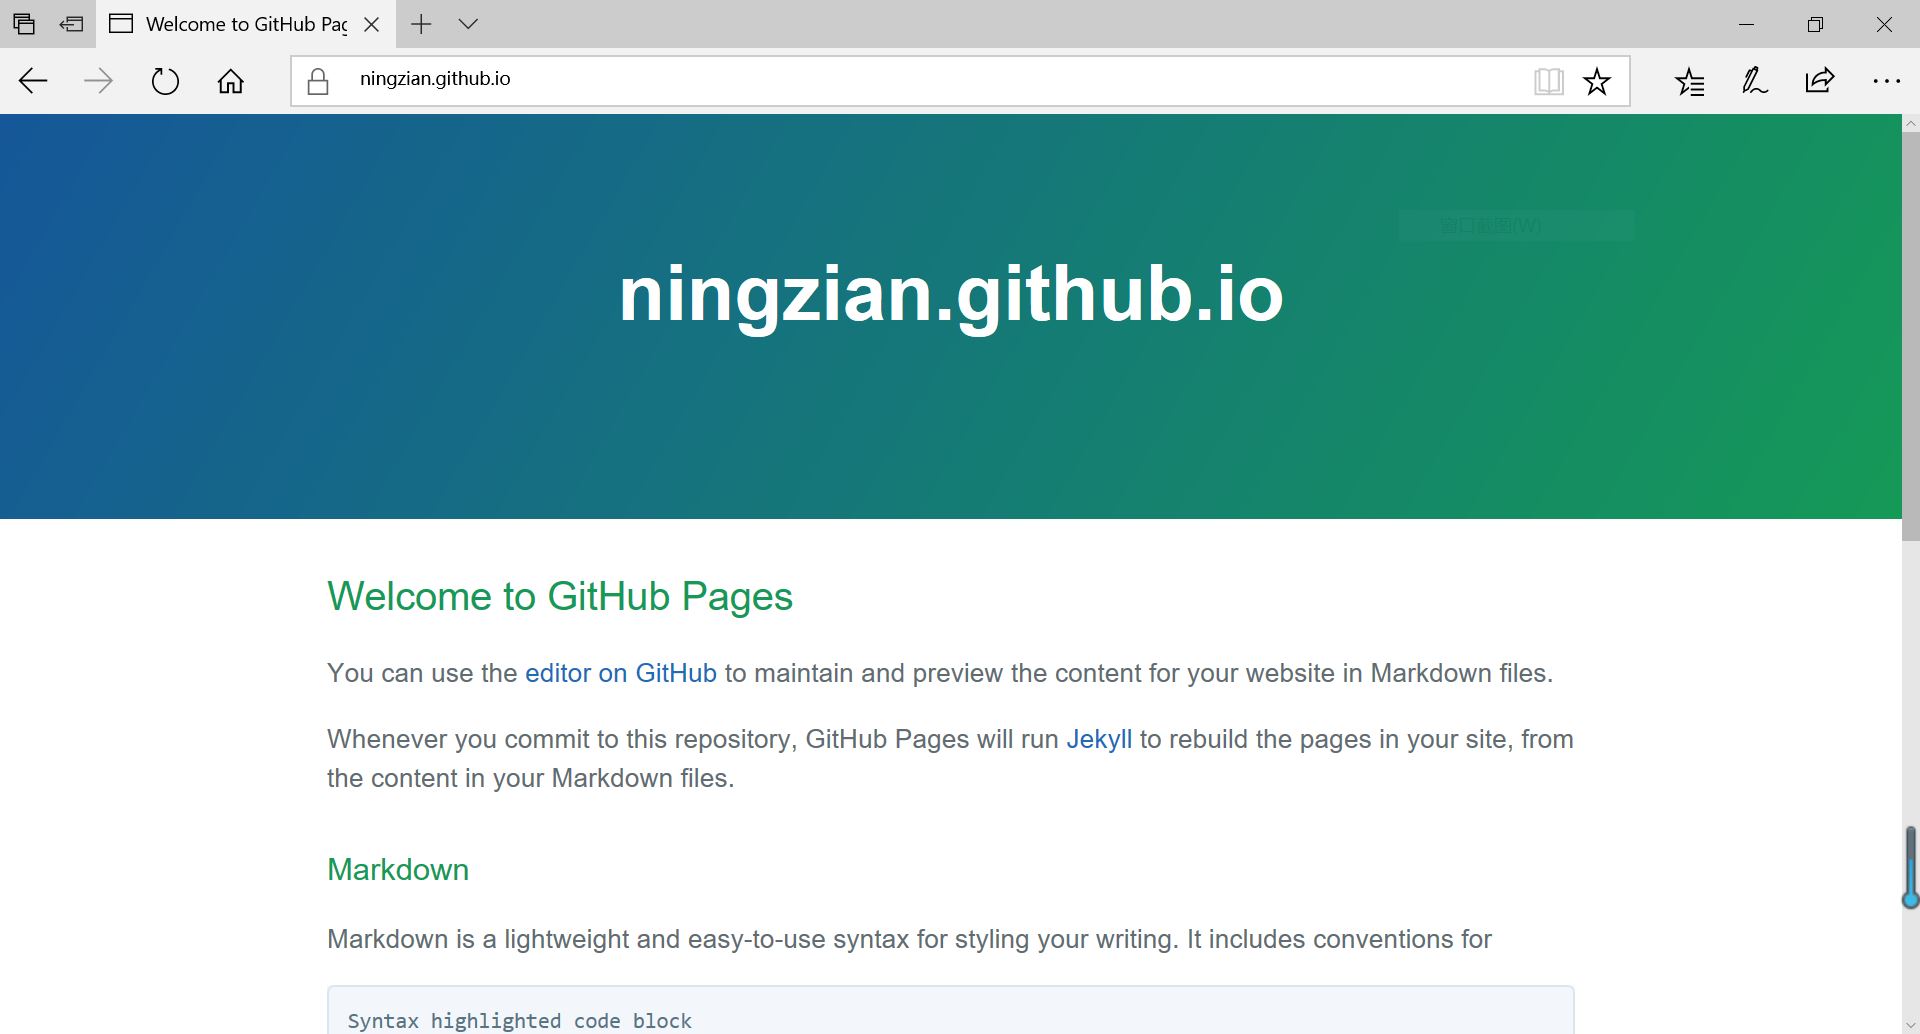 Welcome to GitHub Pag
ningzian.github.io
窗口截图(W)
ningzian.github.io
Welcome to GitHub Pages
You can use the editor on GitHub to maintain and preview the content for your website in Markdown files.
Whenever you commit to this repository, GitHub Pages will run Jekyll to rebuild the pages in your site, from
the content in your Markdown files.
Markdown
Markdown is a lightweight and easy-to-use syntax for styling your writing. It includes conventions for
Syntax highlighted code block